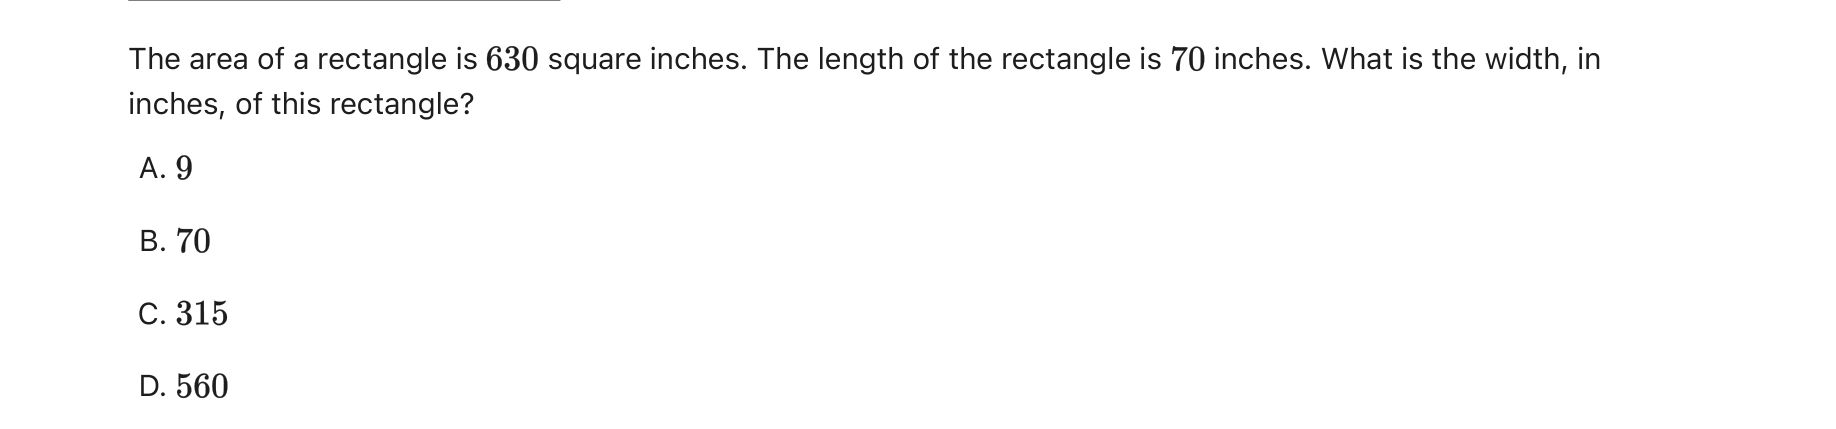 The area of a rectangle is 630 square inches. The length of the rectangle is 70 inches. What is the width, in
inches, of this rectangle?
A. 9
B. 70
C. 315
D. 560